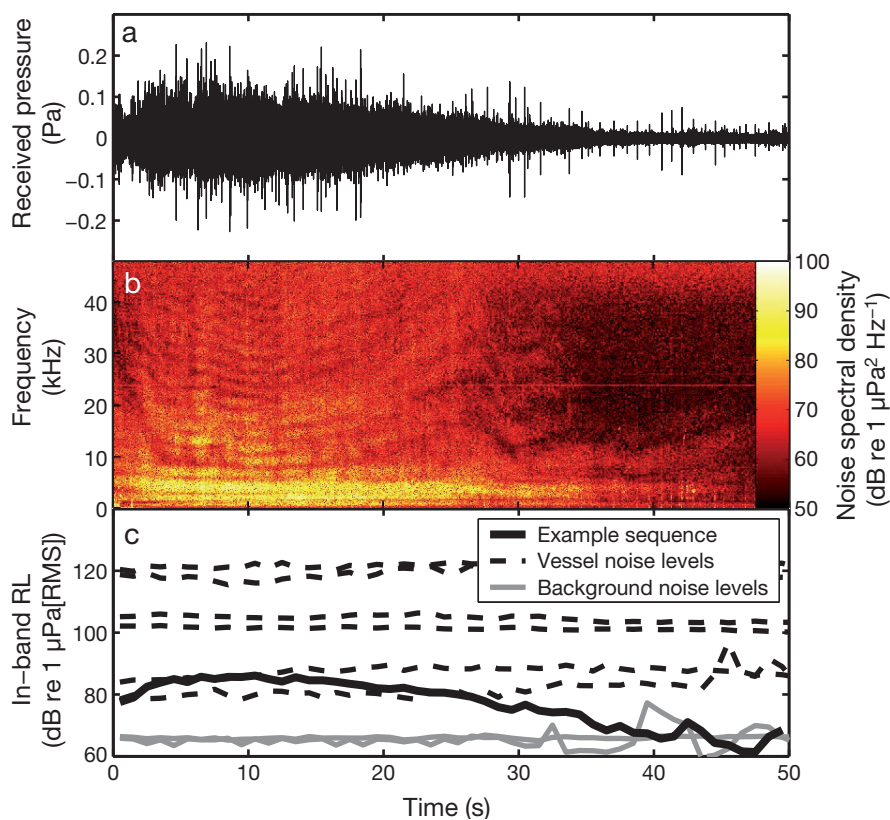 a
Received pressure
(Pa)
0.2
0.1
0
−0.1
−0.2
b
Frequency
(kHz)
40
30
20
10
0
100
90
80
70
60
50
Noise spectral density
(dB re 1 µPa² Hz⁻¹)
c
In-band RL
(dB re 1 µPa[RMS])
120
100
80
60
Example sequence
Vessel noise levels
Background noise levels
0
10
20
30
40
50
Time (s)